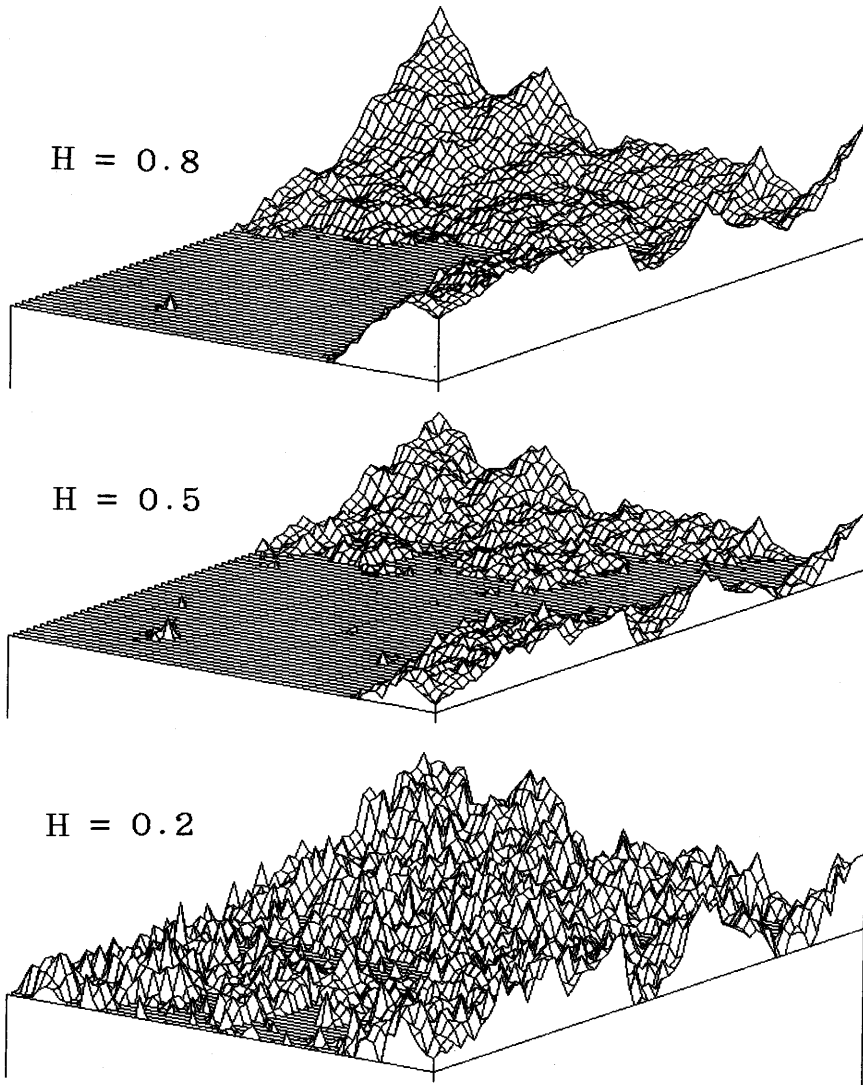 H = 0.8
H = 0.5
H = 0.2